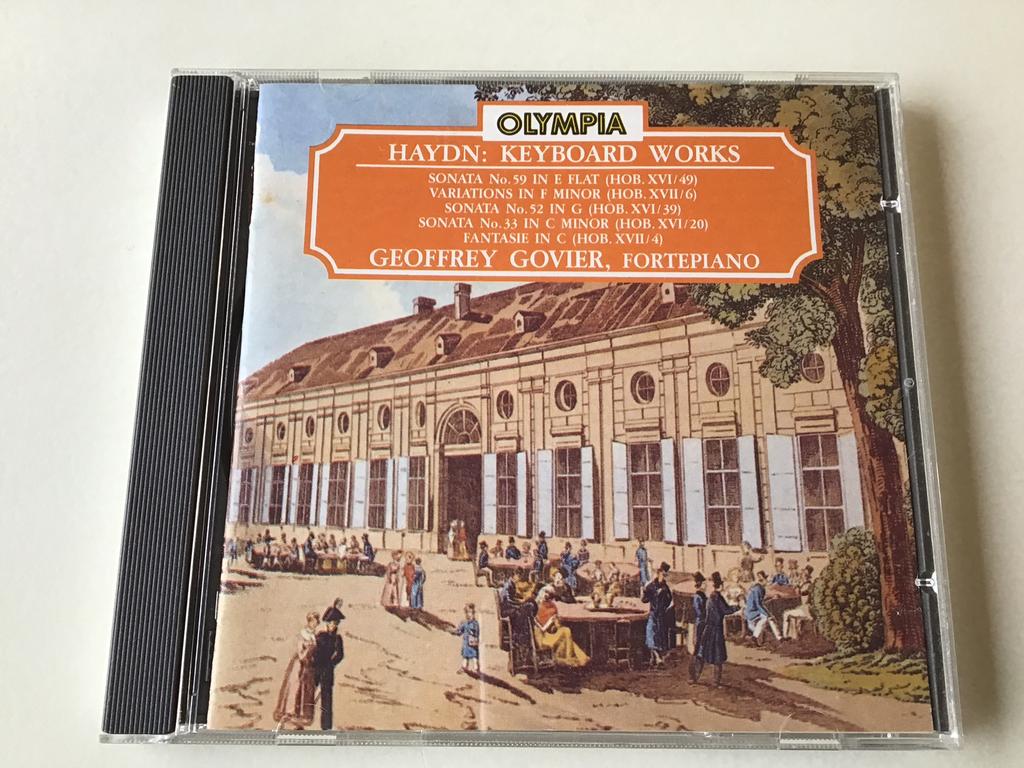 OLYMPIA
HAYDN: KEYBOARD WORKS
SONATA No. 59 IN E FLAT (HOB. XVI/49)
VARIATIONS IN F MINOR (HOB. XVII/6)
SONATA No. 52 IN G (HOB. XVI/39)
SONATA No. 33 IN C MINOR (HOB. XVI/20)
FANTASIE IN C (HOB. XVII/4)
GEOFFREY GOVIER, FORTEPIANO